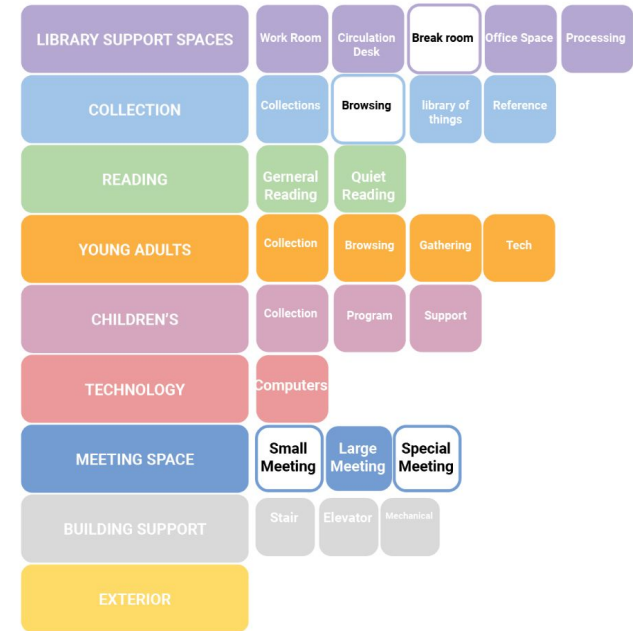 LIBRARY SUPPORT SPACES
Work Room
Circulation
Desk
Break room
Office Space
Processing
COLLECTION
Collections
Browsing
library of
things
Reference
READING
Gerneral
Reading
Quiet
Reading
YOUNG ADULTS
Collection
Browsing
Gathering
Tech
CHILDREN'S
Collection
Program
Support
TECHNOLOGY
Computers
MEETING SPACE
Small
Meeting
Large
Meeting
Special
Meeting
BUILDING SUPPORT
Stair
Elevator
Mechanical
EXTERIOR